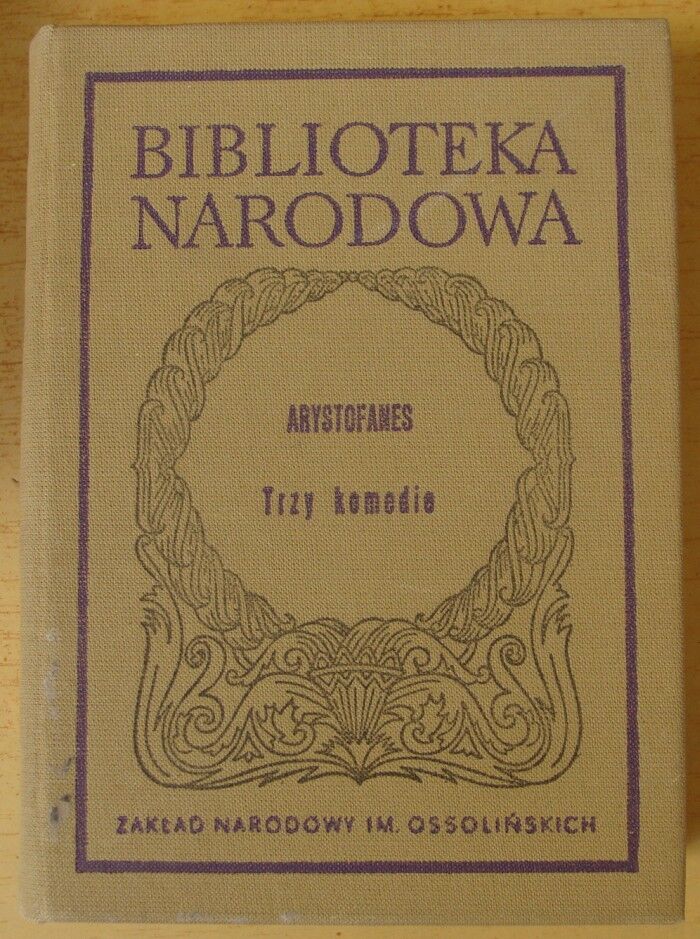 BIBLIOTEKA
NARODOWA
ARYSTOFANES
Trzy komedie
ZAKŁAD NARODOWY IM. OSSOLIŃSKICH